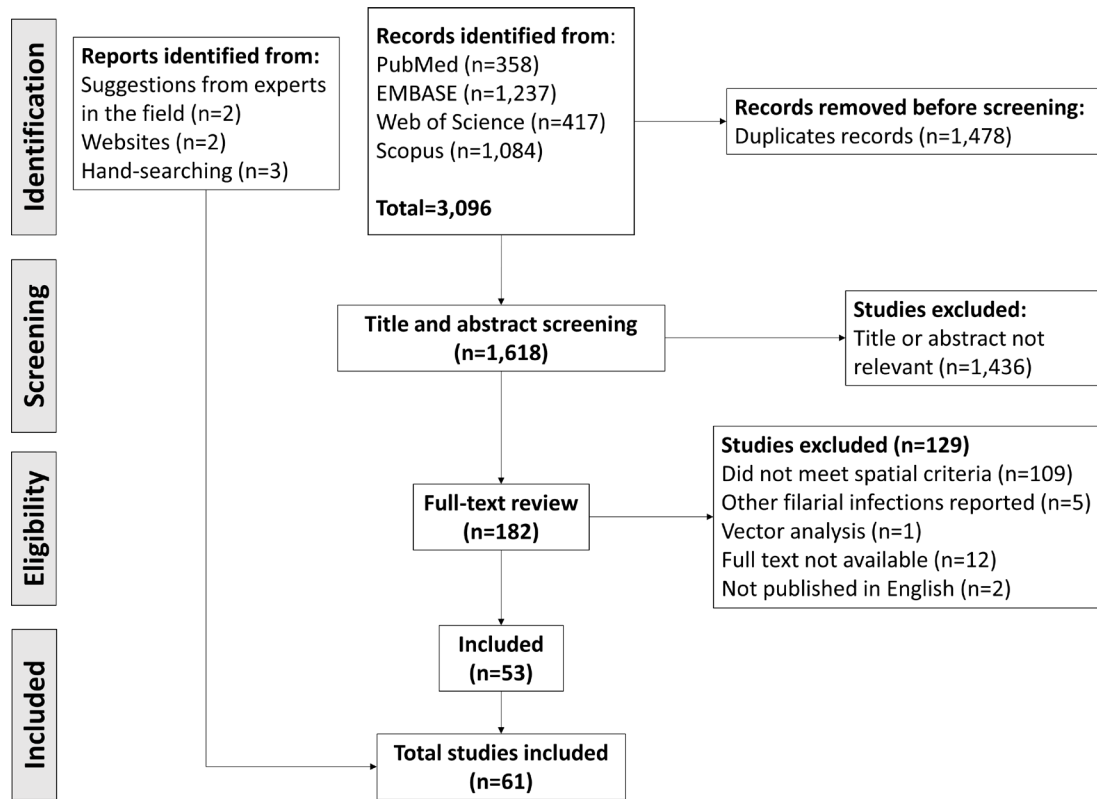 Identification
Reports identified from:
Suggestions from experts
in the field (n=2)
Websites (n=2)
Hand-searching (n=3)
Records identified from:
PubMed (n=358)
EMBASE (n=1,237)
Web of Science (n=417)
Scopus (n=1,084)
Total=3,096
Records removed before screening:
Duplicates records (n=1,478)
Screening
Title and abstract screening
(n=1,618)
Studies excluded:
Title or abstract not
relevant (n=1,436)
Eligibility
Full-text review
(n=182)
Studies excluded (n=129)
Did not meet spatial criteria (n=109)
Other filarial infections reported (n=5)
Vector analysis (n=1)
Full text not available (n=12)
Not published in English (n=2)
Included
Included
(n=53)
Total studies included
(n=61)